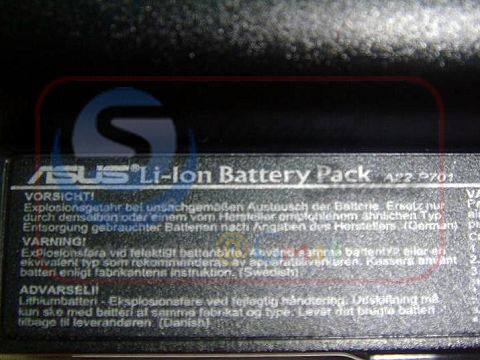 ASUS® Li-Ion Battery Pack A22-P701
VORSICHT!
Explosionsgefahr bei unsachgemäßen Austausch der Batterie. Ersetz nur
durch denselben oder einem vom Hersteller empfohlenem ähnlichen Typ.
Entsorgung gebrauchter Batterien nach Angaben des Herstellers. (German)
VARNING!
Explosionsfara vid felaktigt batteribyte. Använd samma batterityp eller en
ekvivalent typ som rekommenderas av apparattillverkaren. Kassera använt
batteri enligt fabrikantens instruktion. (Swedish)
ADVARSEL!!
Lithiumbatteri - Eksplosionsfare ved fejlagtig håndtering. Udskiftning må
kun ske med batteri af samme fabrikat og type. Levér det brugte batteri
tilbage til leverandøren. (Danish)